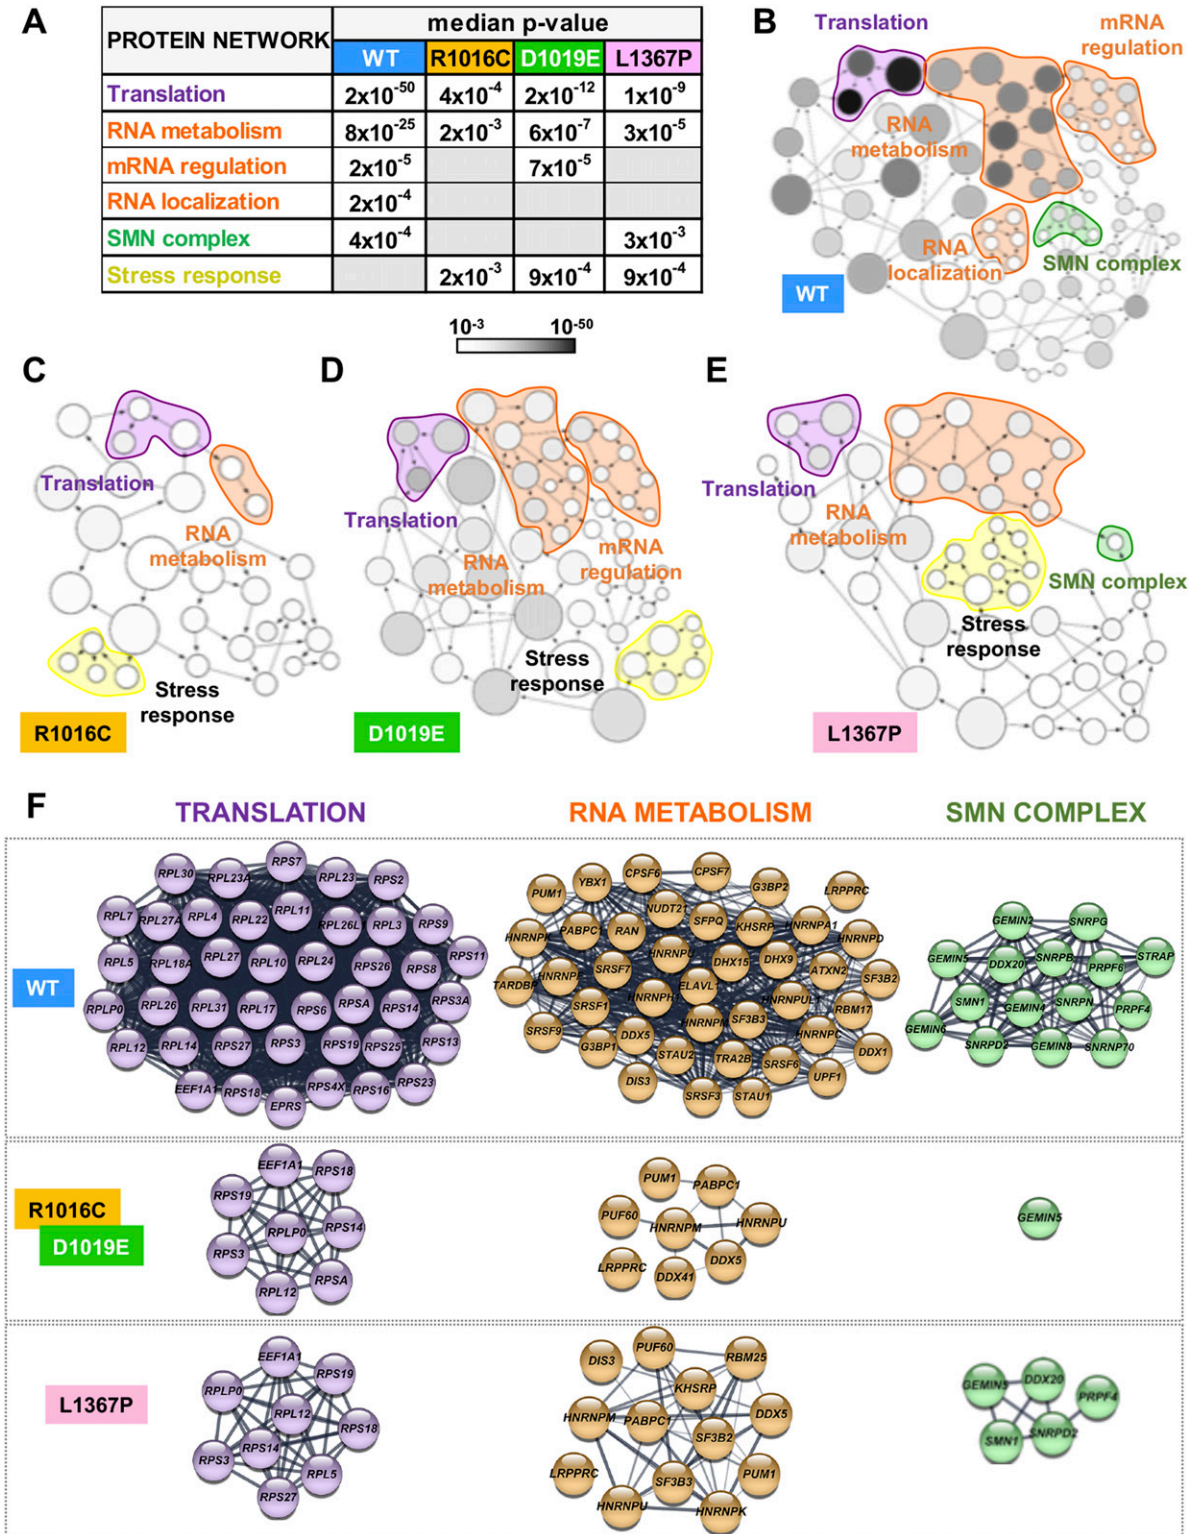 A
PROTEIN NETWORK
median p-value
WT R1016C D1019E L1367P
Translation 2x10-50 4x10-4 2x10-12 1x10-9
RNA metabolism 8x10-25 2x10-3 6x10-7 3x10-5
mRNA regulation 2x10-5 7x10-5
RNA localization 2x10-4
SMN complex 4x10-4 3x10-3
Stress response 2x10-3 9x10-4 9x10-4
10-3 10-50
B
Translation
mRNA
regulation
RNA
metabolism
RNA
localization
SMN complex
WT
C
Translation
RNA
metabolism
Stress
response
R1016C
D
Translation
RNA
metabolism
mRNA
regulation
Stress
response
D1019E
E
Translation
RNA
metabolism
SMN complex
Stress
response
L1367P
F
TRANSLATION RNA METABOLISM SMN COMPLEX
WT
RPL30 RPL23A RPS7 RPL23 RPS2
RPL7 RPL27A RPL4 RPL22 RPL11 RPL26L RPL3 RPS9
RPL5 RPL18A RPL27 RPL10 RPL24 RPS26 RPS8 RPS11
RPLP0 RPL26 RPL31 RPL17 RPS6 RPSA RPS14 RPS3A
RPL12 RPL14 RPS27 RPS3 RPS19 RPS25 RPS13
EEF1A1 RPS18 EPRS RPS4X RPS16 RPS23
PUM1 YBX1 CPSF6 CPSF7 G3BP2 LRPPRC
HNRNPK PABPC1 RAN NUDT21 SFPQ KHSRP HNRNPA1 HNRNPD
TARDBP HNRNPF SRSF7 HNRNPU DHX15 DHX9 ATXN2 SF3B2
SRSF1 HNRNPH1 ELAVL1 HNRNPUL1 RBM17
SRSF9 G3BP1 DDX5 HNRNPM SF3B3 HNRNPC DDX1
STAU2 TRA2B SRSF6 UPF1
DIS3 SRSF3 STAU1
GEMIN2 SNRPG
GEMIN5 DDX20 SNRPB PRPF6 STRAP
SMN1 GEMIN4 SNRPN PRPF4
GEMIN6 SNRPD2 GEMIN8 SNRNP70
R1016C
D1019E
EEF1A1 RPS18
RPS19 RPLP0 RPS14
RPS3 RPL12 RPSA
PUM1 PABPC1
PUF60 HNRNPM HNRNPU
LRPPRC DDX41 DDX5
GEMIN5
L1367P
EEF1A1 RPS19
RPLP0 RPL12 RPS18
RPS3 RPS14 RPL5
RPS27
DIS3 PUF60 RBM25
KHSRP
HNRNPM PABPC1 SF3B2 DDX5
LRPPRC SF3B3 PUM1
HNRNPU HNRNPK
GEMIN5 DDX20 PRPF4
SMN1 SNRPD2